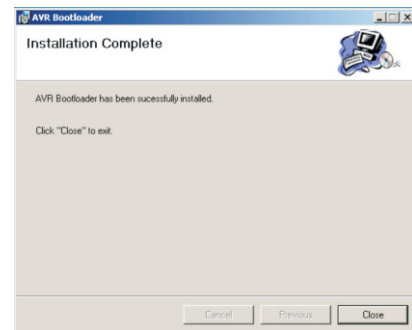 AVR Bootloader
Installation Complete
AVR Bootloader has been sucessfully installed.
Click "Close" to exit.
Cancel Previous Close